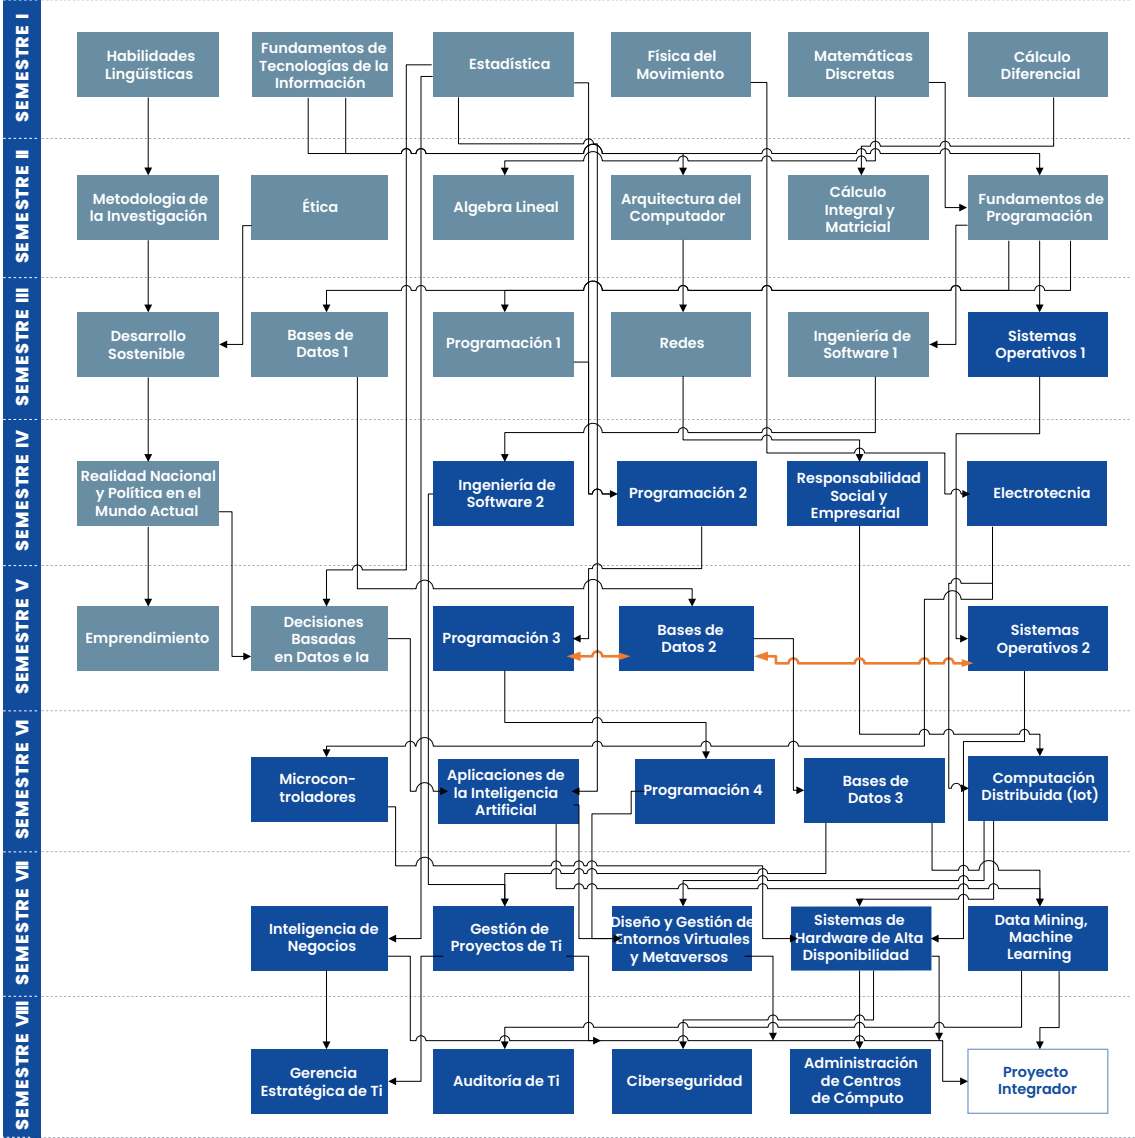 SEMESTRE I
Habilidades
Lingüísticas
Fundamentos de
Tecnologías de la
Información
Estadística
Física del
Movimiento
Matemáticas
Discretas
Cálculo
Diferencial
SEMESTRE II
Metodologia de
la Investigación
Ética
Algebra Lineal
Arquitectura del
Computador
Cálculo
Integral y
Matricial
Fundamentos de
Programación
SEMESTRE III
Desarrollo
Sostenible
Bases de
Datos 1
Programación 1
Redes
Ingeniería de
Software 1
Sistemas
Operativos 1
SEMESTRE IV
Realidad Nacional
y Política en el
Mundo Actual
Ingeniería de
Software 2
Programación 2
Responsabilidad
Social y
Empresarial
Electrotecnia
SEMESTRE V
Emprendimiento
Decisiones
Basadas
en Datos e Ia
Programación 3
Bases de
Datos 2
Sistemas
Operativos 2
SEMESTRE VI
Microcon-
troladores
Aplicaciones de
la Inteligencia
Artificial
Programación 4
Bases de
Datos 3
Computación
Distribuida (Iot)
SEMESTRE VII
Inteligencia de
Negocios
Gestión de
Proyectos de Ti
Diseño y Gestión de
Entornos Virtuales
y Metaversos
Sistemas de
Hardware de Alta
Disponibilidad
Data Mining,
Machine
Learning
SEMESTRE VIII
Gerencia
Estratégica de Ti
Auditoría de Ti
Ciberseguridad
Administración
de Centros
de Cómputo
Proyecto
Integrador